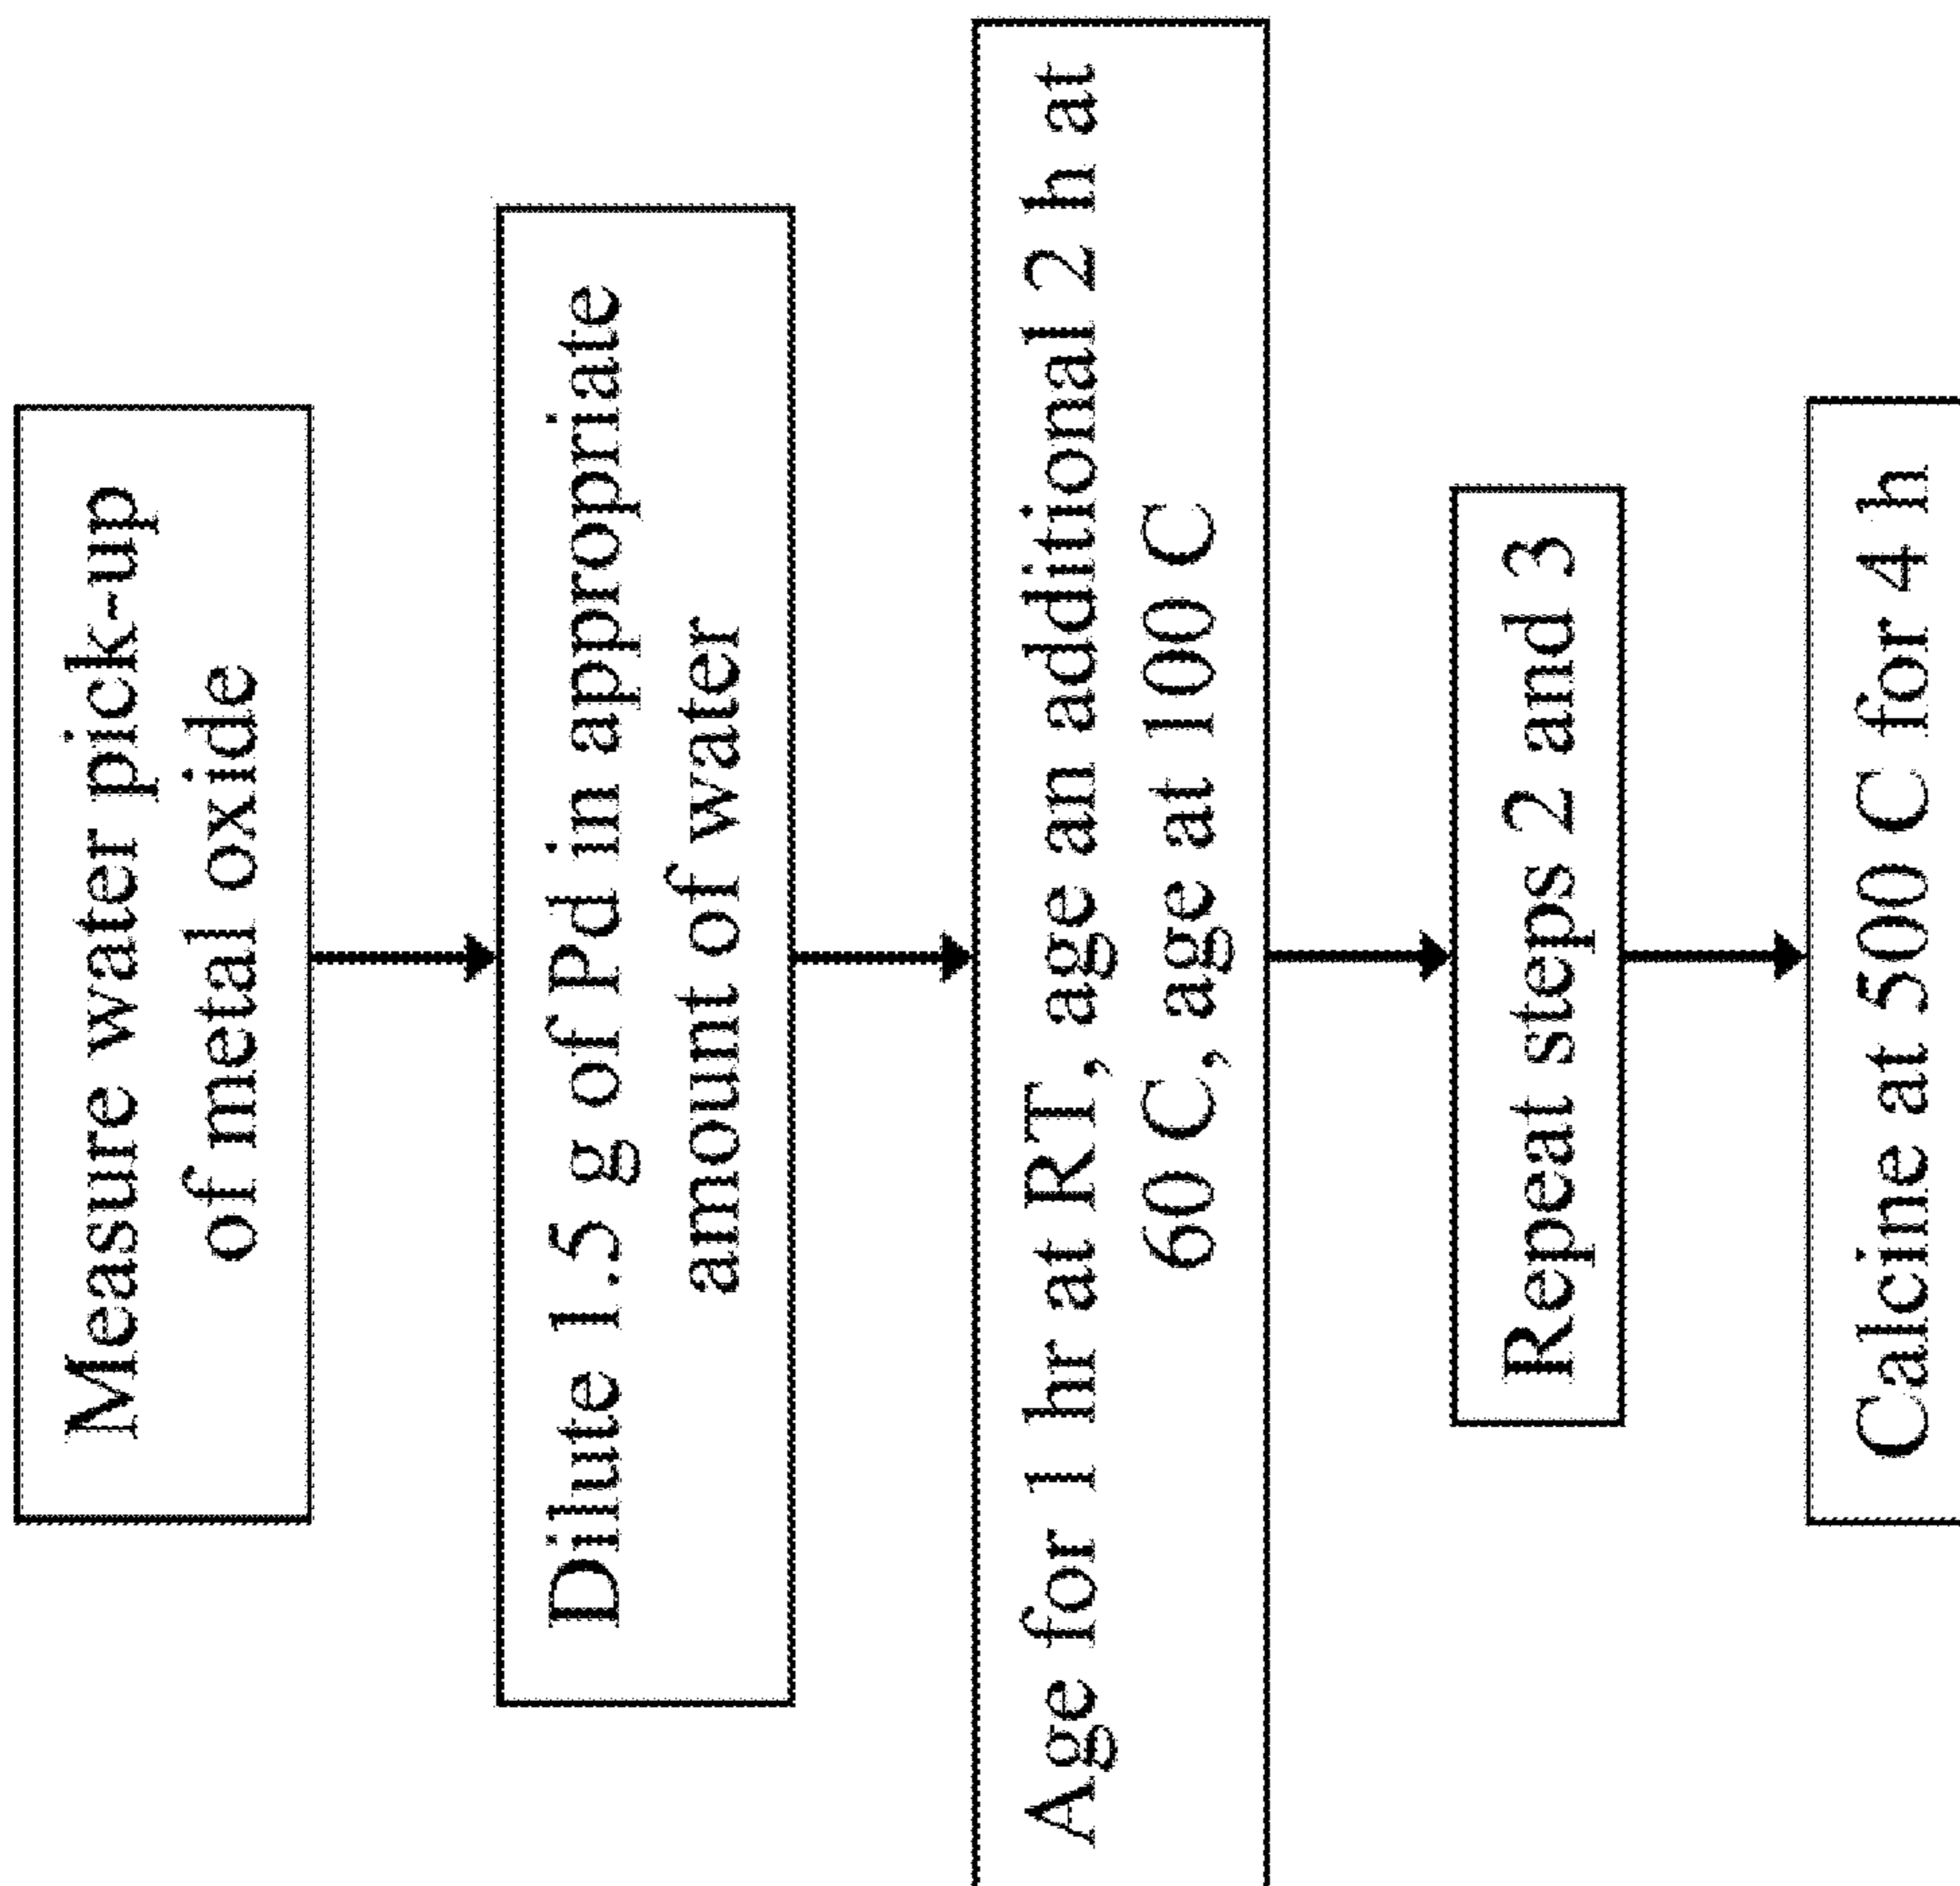 Measure water pick-up
of metal oxide
Dilute 1.5 g of Pd in appropriate
amount of water
Age for 1 hr at RT, age an additional 2 h at
60 C, age at 100 C
Repeat steps 2 and 3
Calcine at 500 C for 4 h